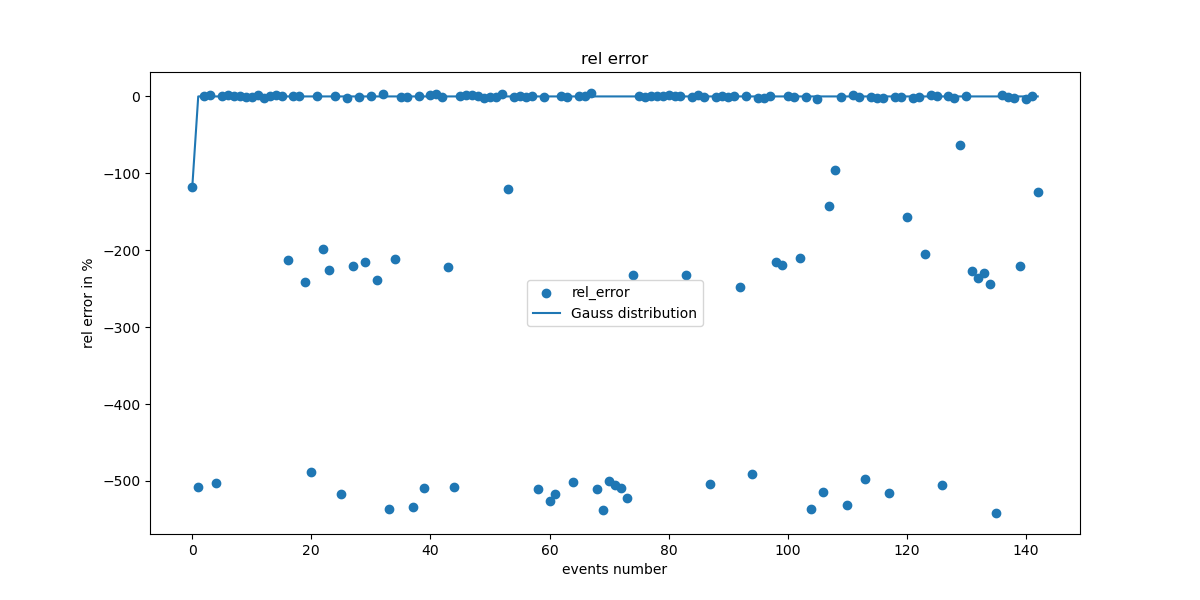 rel error
0
−100
−200
−300
−400
−500
rel error in %
rel_error
Gauss distribution
0 20 40 60 80 100 120 140
events number